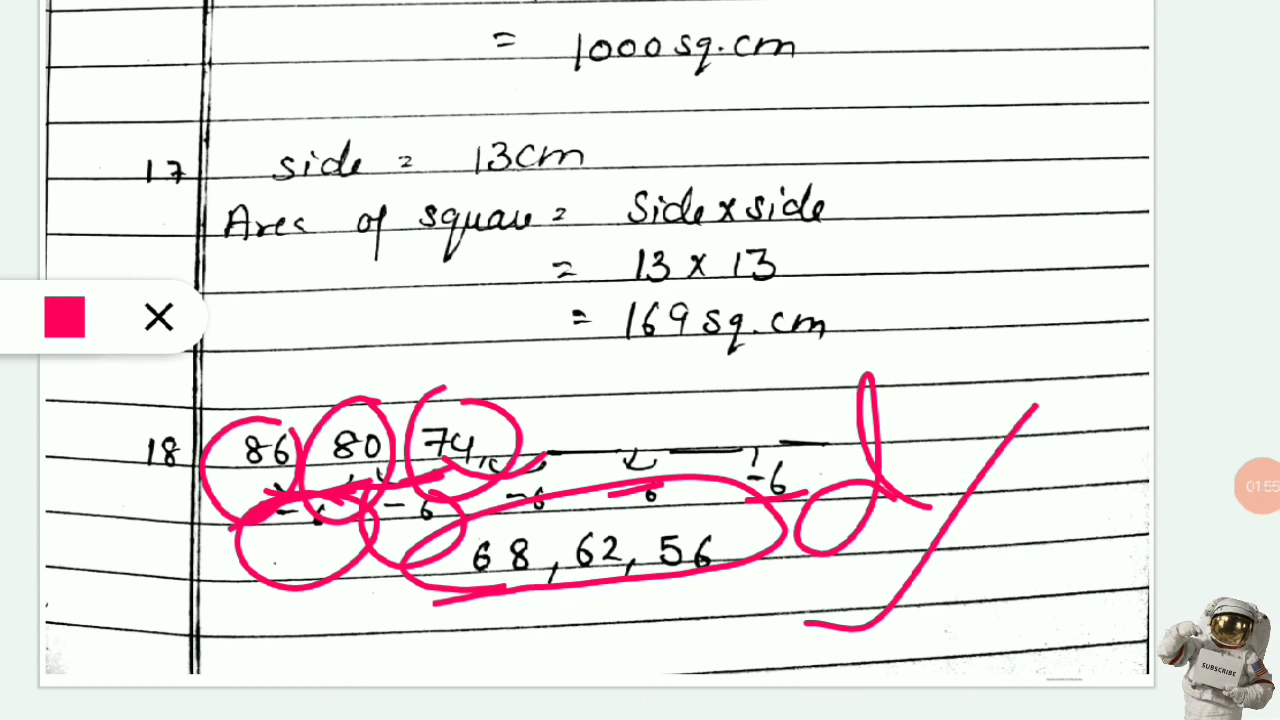 = 1000 sq.cm
17 side = 13cm
Area of square = Side x side
= 13 x 13
= 169 sq.cm
18 86 80 74,
-6 -6 -6 -6 -6
68, 62, 56
d
01:55
SUBSCRIBE